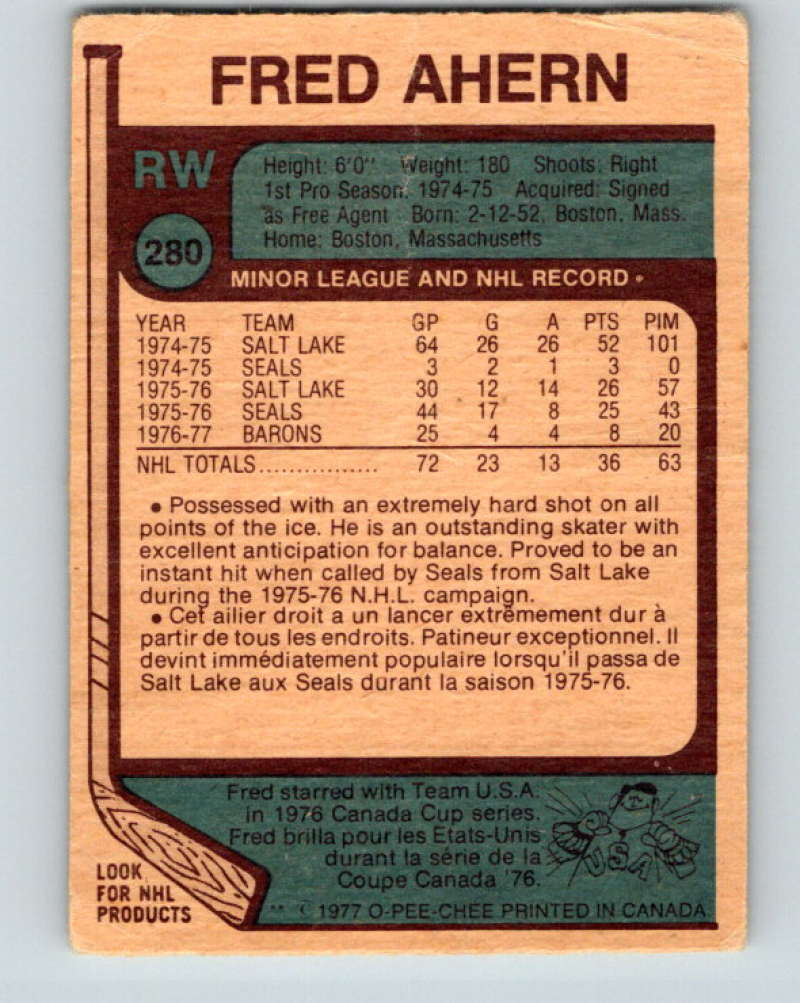 FRED AHERN
RW
Height: 6'0" Weight: 180 Shoots: Right
1st Pro Season: 1974-75 Acquired: Signed
as Free Agent Born: 2-12-52, Boston, Mass.
Home: Boston, Massachusetts
280
MINOR LEAGUE AND NHL RECORD
YEAR TEAM GP G A PTS PIM
1974-75 SALT LAKE 64 26 26 52 101
1974-75 SEALS 3 2 1 3 0
1975-76 SALT LAKE 30 12 14 26 57
1975-76 SEALS 44 17 8 25 43
1976-77 BARONS 25 4 4 8 20
NHL TOTALS................ 72 23 13 36 63
• Possessed with an extremely hard shot on all
points of the ice. He is an outstanding skater with
excellent anticipation for balance. Proved to be an
instant hit when called by Seals from Salt Lake
during the 1975-76 N.H.L. campaign.
• Cet ailier droit a un lancer extrêmement dur à
partir de tous les endroits. Patineur exceptionnel. Il
devint immédiatement populaire lorsqu'il passa de
Salt Lake aux Seals durant la saison 1975-76.
Fred starred with Team U.S.A.
in 1976 Canada Cup series.
Fred brilla pour les Etats-Unis
durant la série de la
Coupe Canada '76.
USA
LOOK
FOR NHL
PRODUCTS
** © 1977 O-PEE-CHEE PRINTED IN CANADA